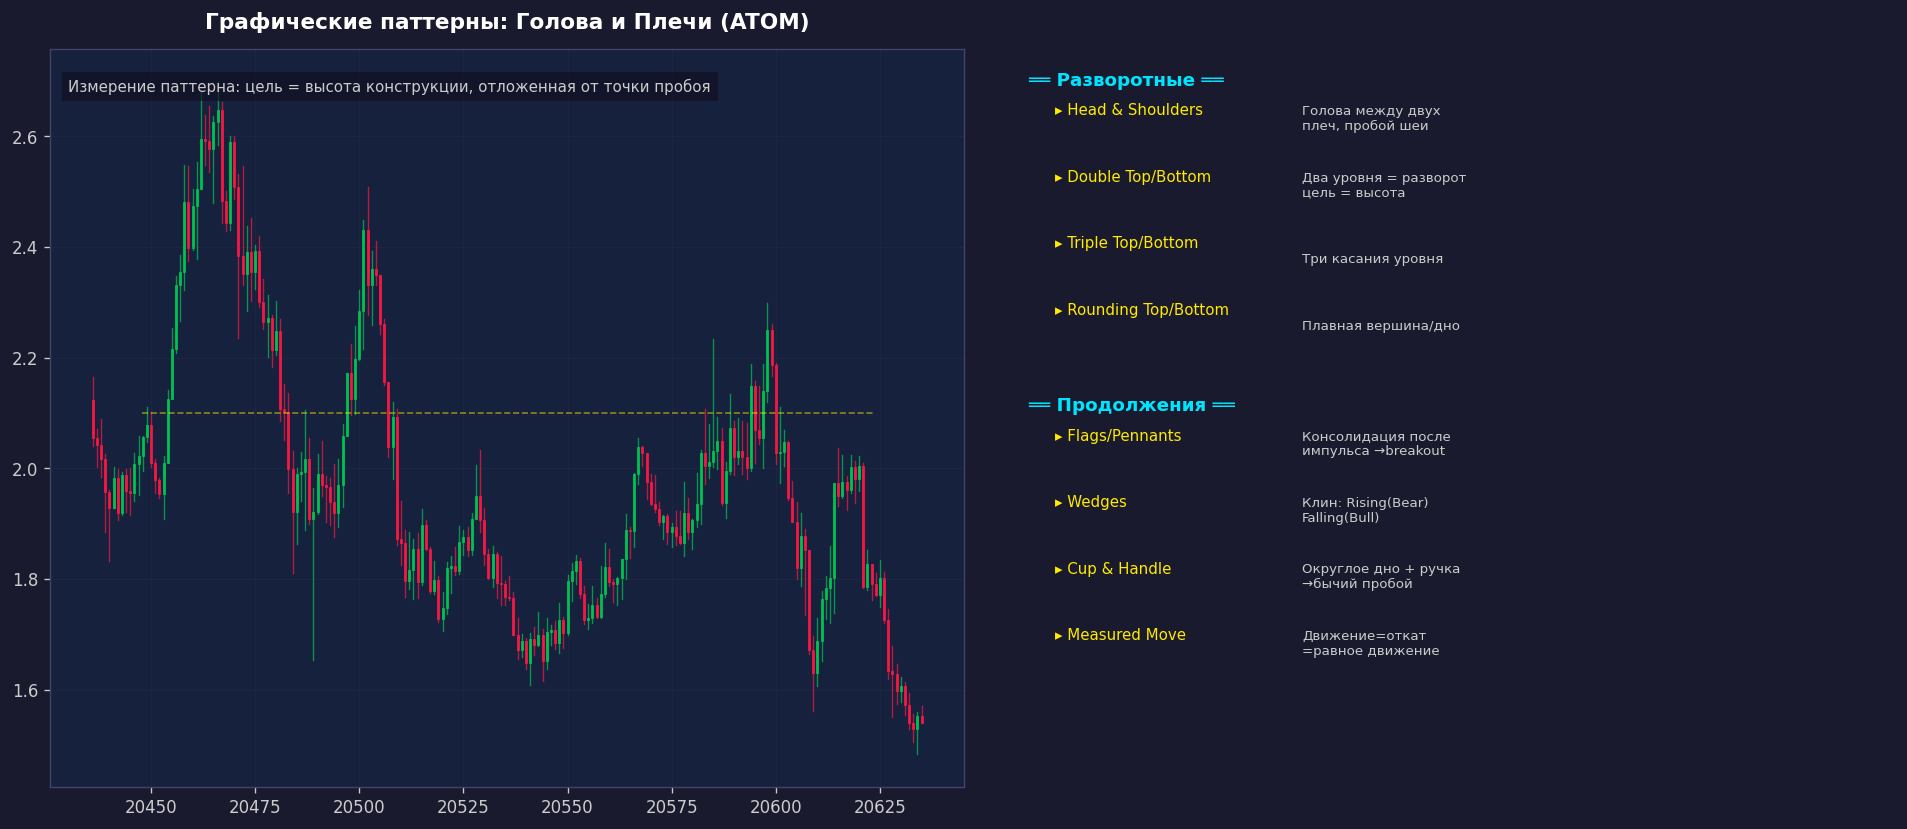 Графические паттерны: Голова и Плечи (ATOM)
Измерение паттерна: цель = высота конструкции, отложенная от точки пробоя
2.6
2.4
2.2
2.0
1.8
1.6
20450 20475 20500 20525 20550 20575 20600 20625
══ Разворотные ══
▸ Head & Shoulders
Голова между двух
плеч, пробой шеи
▸ Double Top/Bottom
Два уровня = разворот
цель = высота
▸ Triple Top/Bottom
Три касания уровня
▸ Rounding Top/Bottom
Плавная вершина/дно
══ Продолжения ══
▸ Flags/Pennants
Консолидация после
импульса →breakout
▸ Wedges
Клин: Rising(Bear)
Falling(Bull)
▸ Cup & Handle
Округлое дно + ручка
→бычий пробой
▸ Measured Move
Движение=откат
=равное движение